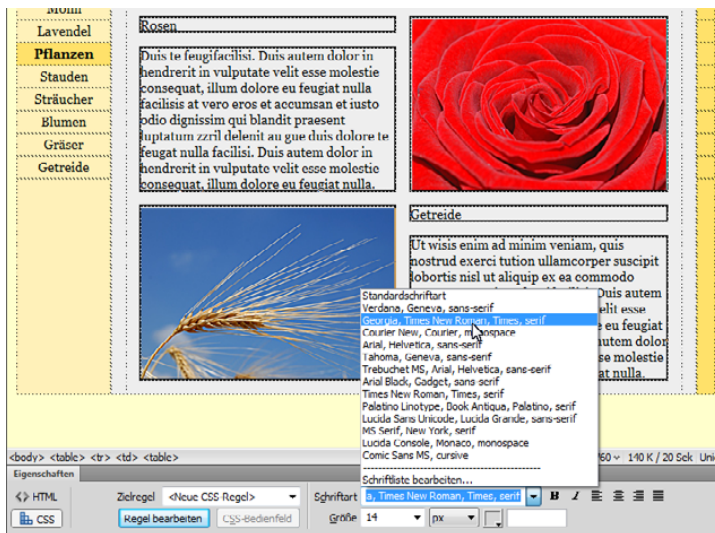 Mohn
Lavendel
Pflanzen
Stauden
Sträucher
Blumen
Gräser
Getreide
Rosen
Duis te feugifacilisi. Duis autem dolor in
hendrerit in vulputate velit esse molestie
consequat, illum dolore eu feugiat nulla
facilisis at vero eros et accumsan et iusto
odio dignissim qui blandit praesent
luptatum zzril delenit au gue duis dolore te
feugat nulla facilisi. Duis autem dolor in
hendrerit in vulputate velit esse molestie
consequat, illum dolore eu feugiat nulla.
Getreide
Ut wisis enim ad minim veniam, quis
nostrud exerci tution ullamcorper suscipit
lobortis nisl ut aliquip ex ea commodo
Duis autem
velit esse
e eu feugiat
autem dolor
se molestie
at nulla.
Standardschriftart
Verdana, Geneva, sans-serif
Georgia, Times New Roman, Times, serif
Courier New, Courier, monospace
Arial, Helvetica, sans-serif
Tahoma, Geneva, sans-serif
Trebuchet MS, Arial, Helvetica, sans-serif
Arial Black, Gadget, sans-serif
Times New Roman, Times, serif
Palatino Linotype, Book Antiqua, Palatino, serif
Lucida Sans Unicode, Lucida Grande, sans-serif
MS Serif, New York, serif
Lucida Console, Monaco, monospace
Comic Sans MS, cursive
Schriftliste bearbeiten...
<body> <table> <tr> <td> <table>
/60 140 K / 20 Sek Uni
Eigenschaften
<> HTML Zielregel <Neue CSS-Regel> Schriftart a, Times New Roman, Times, serif B I
CSS Regel bearbeiten CSS-Bedienfeld Größe 14 px